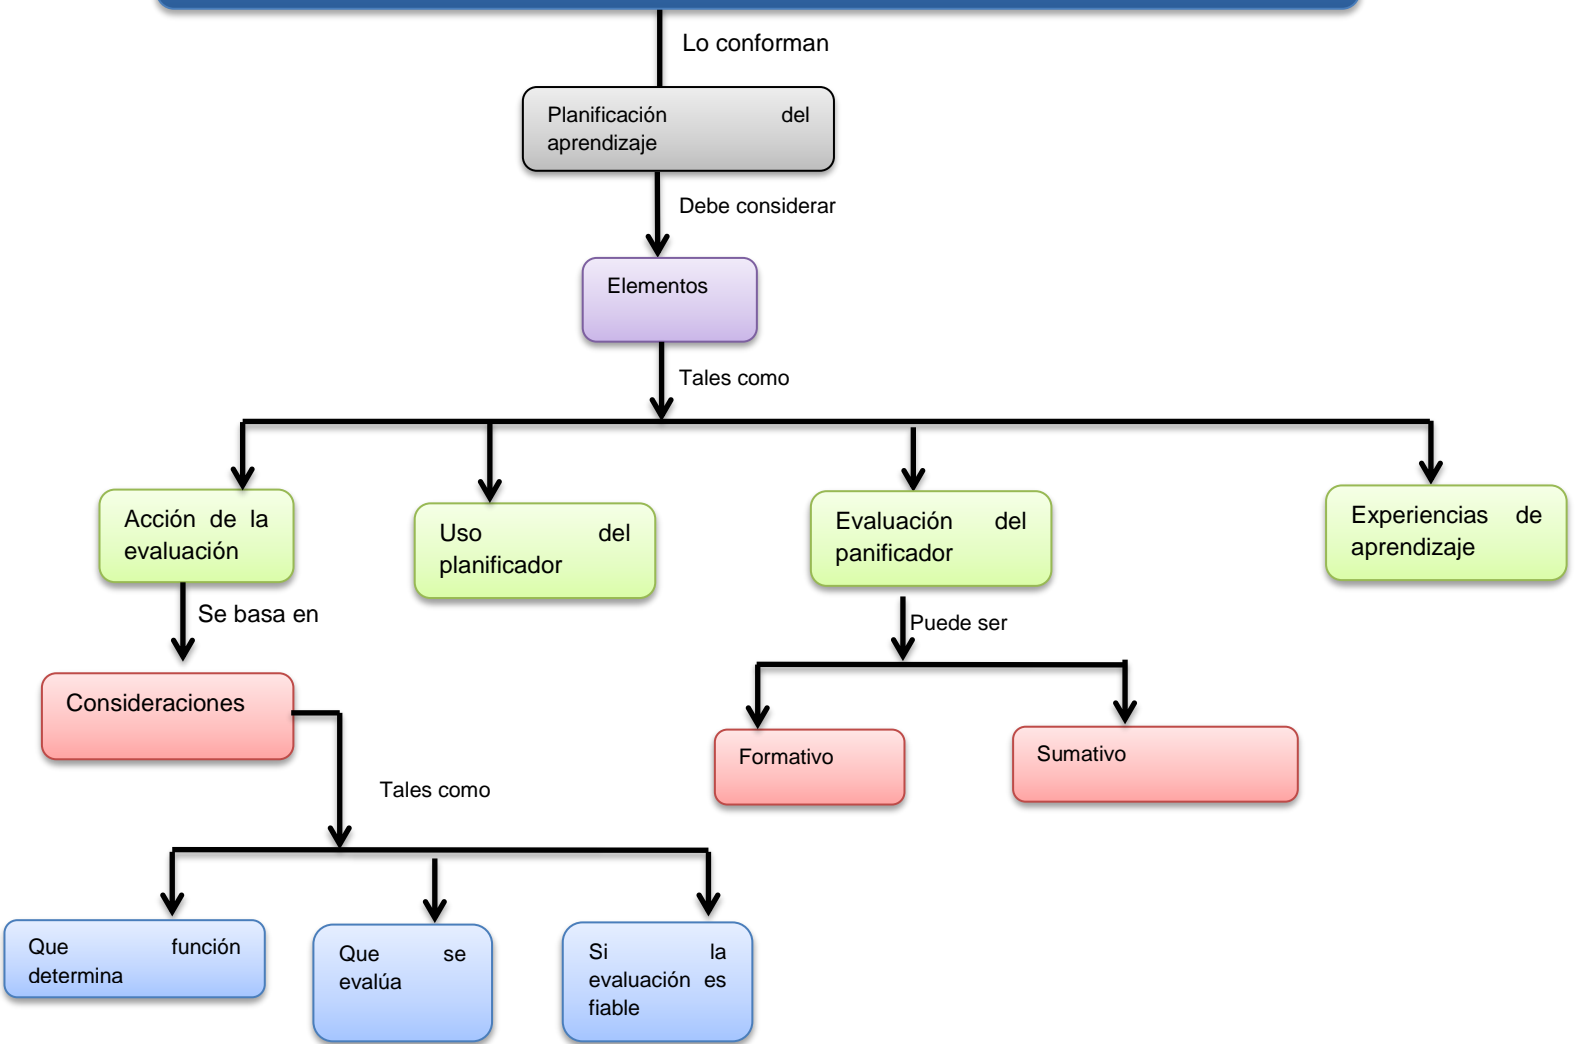 Lo conforman
Planificación del
aprendizaje
Debe considerar
Elementos
Tales como
Acción de la
evaluación
Uso del
planificador
Evaluación del
panificador
Experiencias de
aprendizaje
Se basa en
Puede ser
Consideraciones
Formativo
Sumativo
Tales como
Que función
determina
Que se
evalúa
Si la
evaluación es
fiable